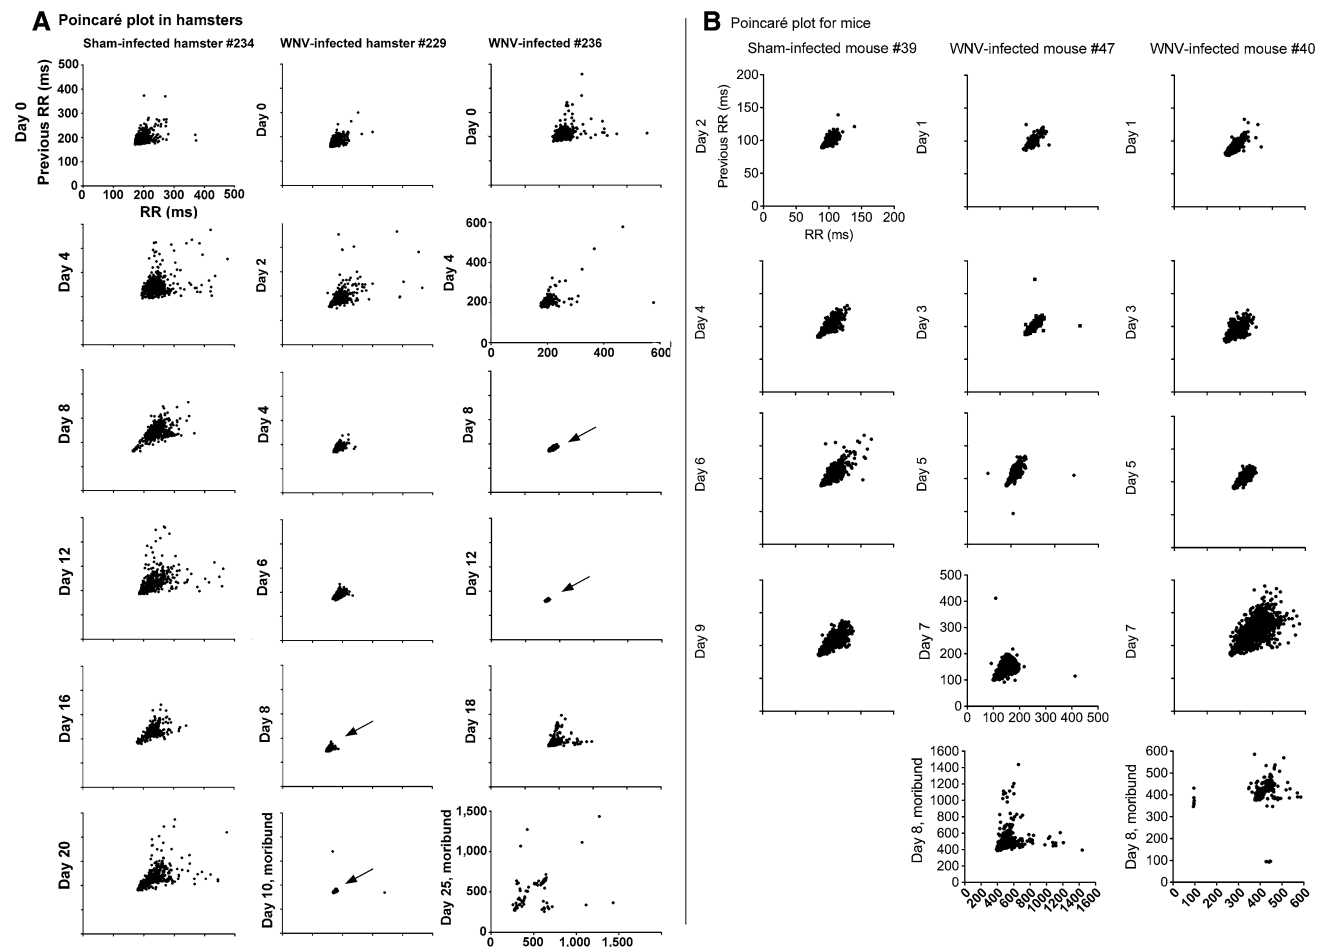 A Poincaré plot in hamsters
Sham-infected hamster #234
WNV-infected hamster #229
WNV-infected #236
Day 0
Previous RR (ms)
500
400
300
200
100
0
0 100 200 300 400 500
RR (ms)
Day 0
Day 0
Day 4
Day 2
Day 4
600
400
200
0
0 200 400 600
Day 8
Day 4
Day 8
Day 12
Day 6
Day 12
Day 16
Day 8
Day 18
Day 20
Day 10, moribund
Day 25, moribund
1,500
1,000
500
0
0 500 1.000 1.500
B Poincaré plot for mice
Sham-infected mouse #39
WNV-infected mouse #47
WNV-infected mouse #40
Day 2
Previous RR (ms)
200
150
100
50
0
0 50 100 150 200
RR (ms)
Day 1
Day 1
Day 4
Day 3
Day 3
Day 6
Day 5
Day 5
Day 9
Day 7
500
400
300
200
100
0
0 100 200 300 400 500
Day 7
Day 8, moribund
1600
1400
1200
1000
800
600
400
200
0
0 200 400 600 800 1000 1200 1400 1600
Day 8, moribund
600
500
400
300
200
100
0
0 100 200 300 400 500 600